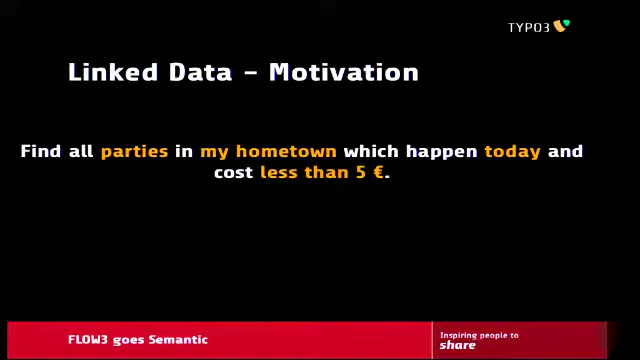 TYPO3
Linked Data – Motivation
Find all parties in my hometown which happen today and
cost less than 5 €.
FLOW3 goes Semantic
Inspiring people to
share